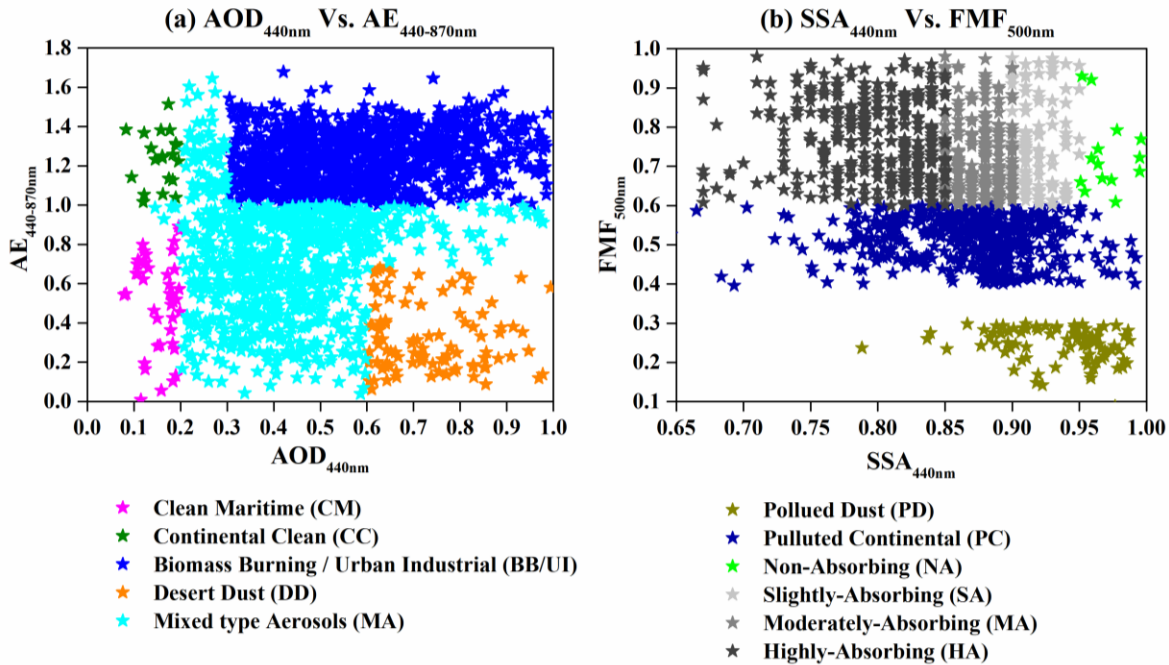 (a) AOD440nm Vs. AE440-870nm
1.8
1.6
1.4
1.2
1.0
0.8
0.6
0.4
0.2
0.0
AE440-870nm
0.0 0.1 0.2 0.3 0.4 0.5 0.6 0.7 0.8 0.9 1.0
AOD440nm
Clean Maritime (CM)
Continental Clean (CC)
Biomass Burning / Urban Industrial (BB/UI)
Desert Dust (DD)
Mixed type Aerosols (MA)
(b) SSA440nm Vs. FMF500nm
1.0
0.9
0.8
0.7
0.6
0.5
0.4
0.3
0.2
0.1
FMF500nm
0.65 0.70 0.75 0.80 0.85 0.90 0.95 1.00
SSA440nm
Pollued Dust (PD)
Pulluted Continental (PC)
Non-Absorbing (NA)
Slightly-Absorbing (SA)
Moderately-Absorbing (MA)
Highly-Absorbing (HA)